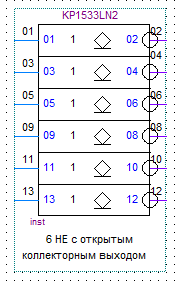 KP1533LN2
01 01 1 02 02
03 03 1 04 04
05 05 1 06 06
09 09 1 08 08
11 11 1 10 10
13 13 1 12 12
inst
6 НЕ с открытым
коллекторным выходом